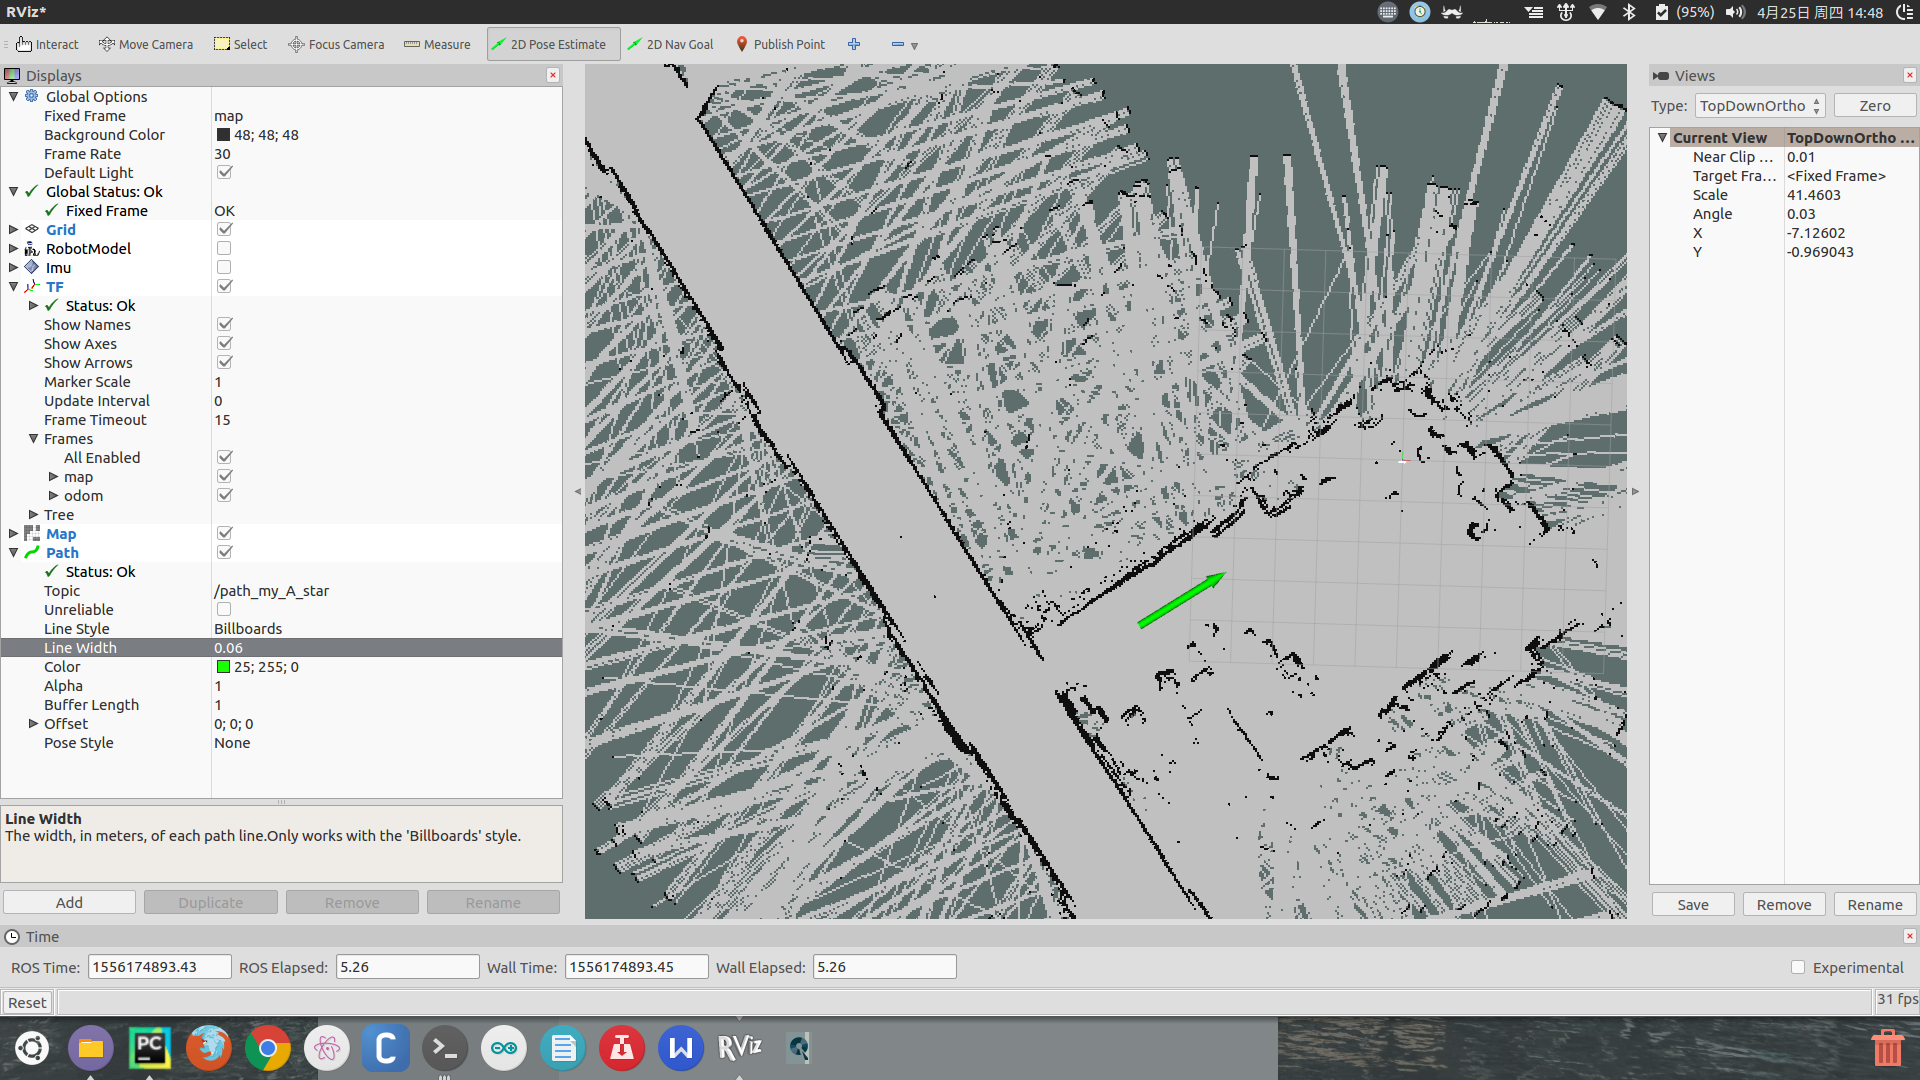 RViz*
(95%)
4月25日 周四 14:48
Interact
Move Camera
Select
Focus Camera
Measure
2D Pose Estimate
2D Nav Goal
Publish Point
Displays
Global Options
Fixed Frame map
Background Color 48; 48; 48
Frame Rate 30
Default Light
Global Status: Ok
Fixed Frame OK
Grid
RobotModel
Imu
TF
Status: Ok
Show Names
Show Axes
Show Arrows
Marker Scale 1
Update Interval 0
Frame Timeout 15
Frames
All Enabled
map
odom
Tree
Map
Path
Status: Ok
Topic /path_my_A_star
Unreliable
Line Style Billboards
Line Width 0.06
Color 25; 255; 0
Alpha 1
Buffer Length 1
Offset 0; 0; 0
Pose Style None
Line Width
The width, in meters, of each path line.Only works with the 'Billboards' style.
Add Duplicate Remove Rename
Views
Type: TopDownOrtho Zero
Current View TopDownOrtho ...
Near Clip ... 0.01
Target Fra... <Fixed Frame>
Scale 41.4603
Angle 0.03
X -7.12602
Y -0.969043
Save Remove Rename
Time
ROS Time: 1556174893.43 ROS Elapsed: 5.26 Wall Time: 1556174893.45 Wall Elapsed: 5.26 Experimental
Reset 31 fps
PC C >_ W RViz